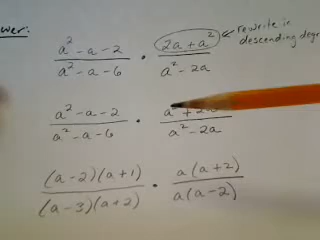 wer:
a² - a - 2 / a² - a - 6 · 2a + a² / a² - 2a
rewrite in
descending degr
a² - a - 2 / a² - a - 6 · a² + / a² - 2a
(a-2)(a+1) / (a-3)(a+2) · a(a+2) / a(a-2)